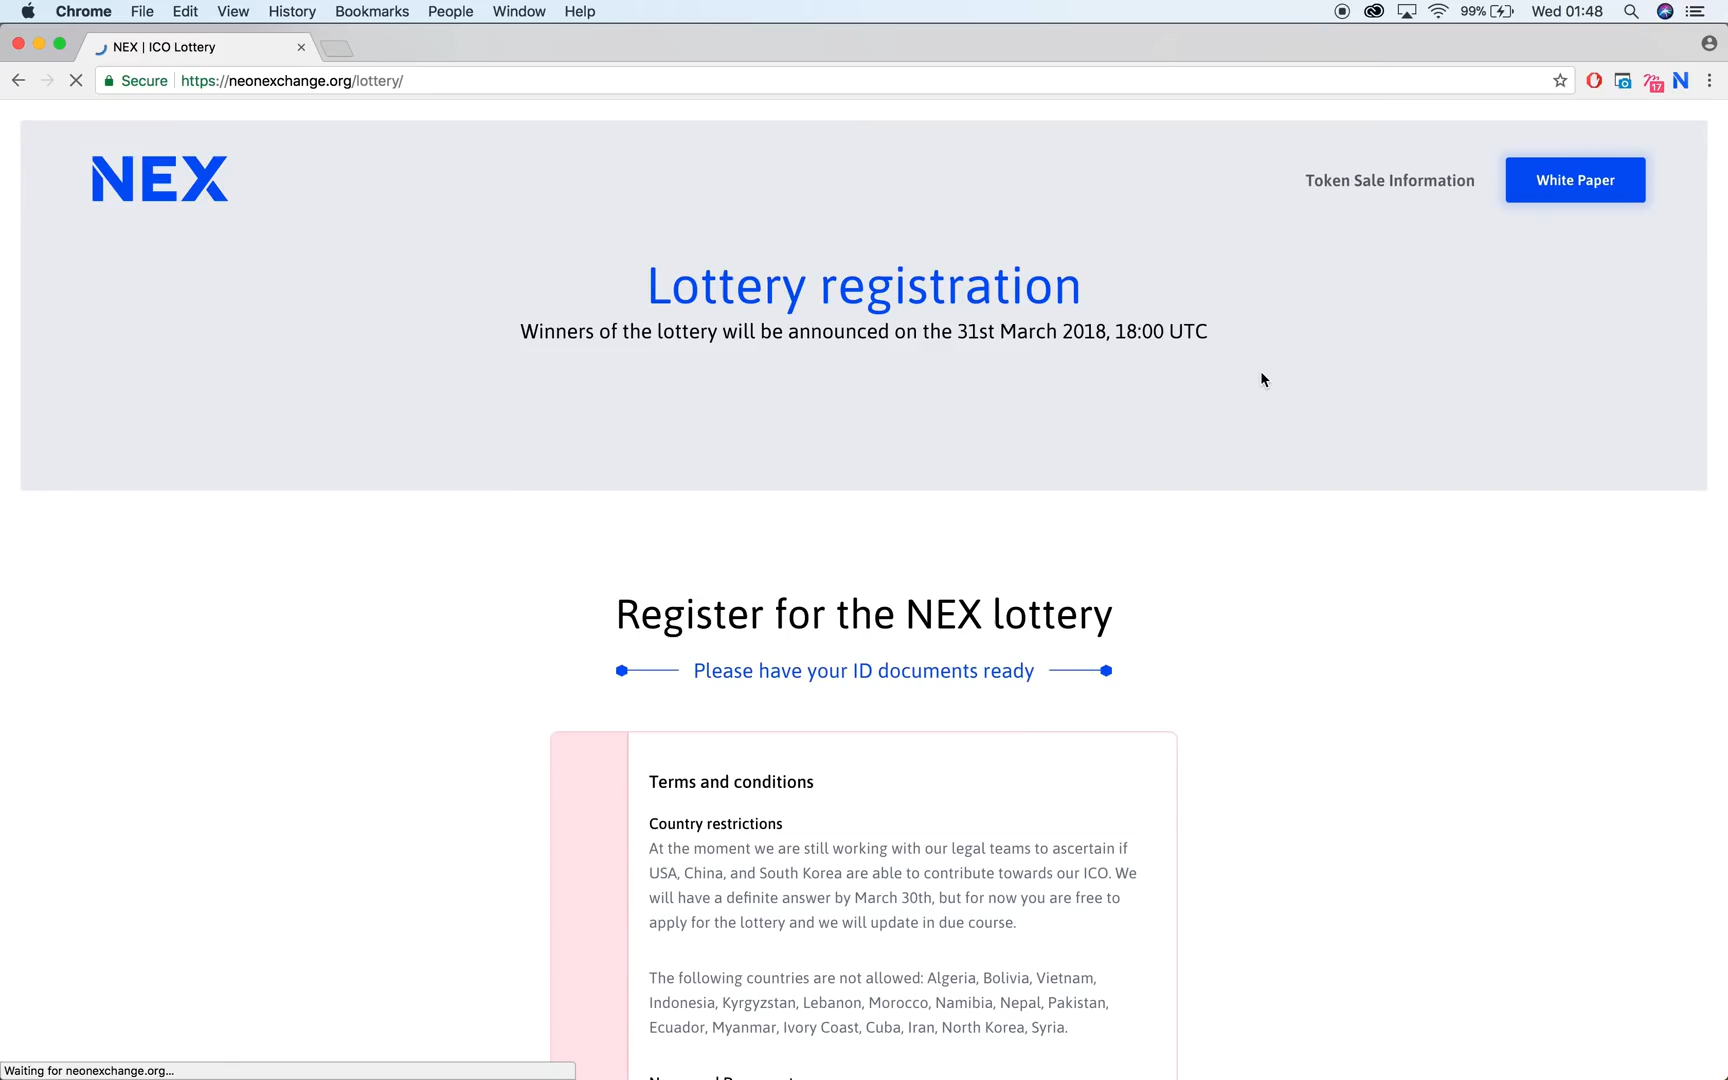 Chrome File Edit View History Bookmarks People Window Help 99% Wed 01:48
NEX | ICO Lottery
Secure https://neonexchange.org/lottery/ 17 N
NEX Token Sale Information White Paper
Lottery registration
Winners of the lottery will be announced on the 31st March 2018, 18:00 UTC
Register for the NEX lottery
Please have your ID documents ready
Terms and conditions
Country restrictions
At the moment we are still working with our legal teams to ascertain if
USA, China, and South Korea are able to contribute towards our ICO. We
will have a definite answer by March 30th, but for now you are free to
apply for the lottery and we will update in due course.
The following countries are not allowed: Algeria, Bolivia, Vietnam,
Indonesia, Kyrgyzstan, Lebanon, Morocco, Namibia, Nepal, Pakistan,
Ecuador, Myanmar, Ivory Coast, Cuba, Iran, North Korea, Syria.
Waiting for neonexchange.org...